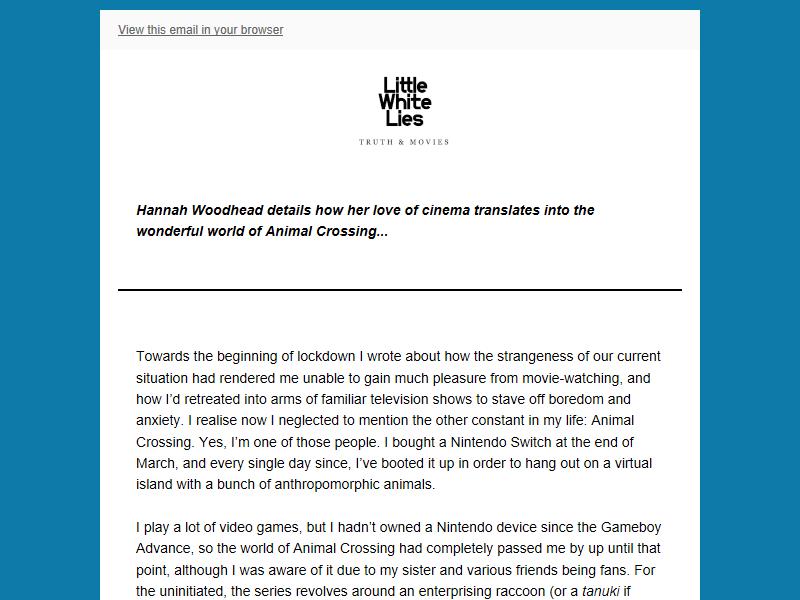 View this email in your browser
Little
White
Lies
TRUTH & MOVIES
Hannah Woodhead details how her love of cinema translates into the
wonderful world of Animal Crossing...
Towards the beginning of lockdown I wrote about how the strangeness of our current
situation had rendered me unable to gain much pleasure from movie-watching, and
how I’d retreated into arms of familiar television shows to stave off boredom and
anxiety. I realise now I neglected to mention the other constant in my life: Animal
Crossing. Yes, I’m one of those people. I bought a Nintendo Switch at the end of
March, and every single day since, I’ve booted it up in order to hang out on a virtual
island with a bunch of anthropomorphic animals.
I play a lot of video games, but I hadn’t owned a Nintendo device since the Gameboy
Advance, so the world of Animal Crossing had completely passed me by up until that
point, although I was aware of it due to my sister and various friends being fans. For
the uninitiated, the series revolves around an enterprising raccoon (or a tanuki if